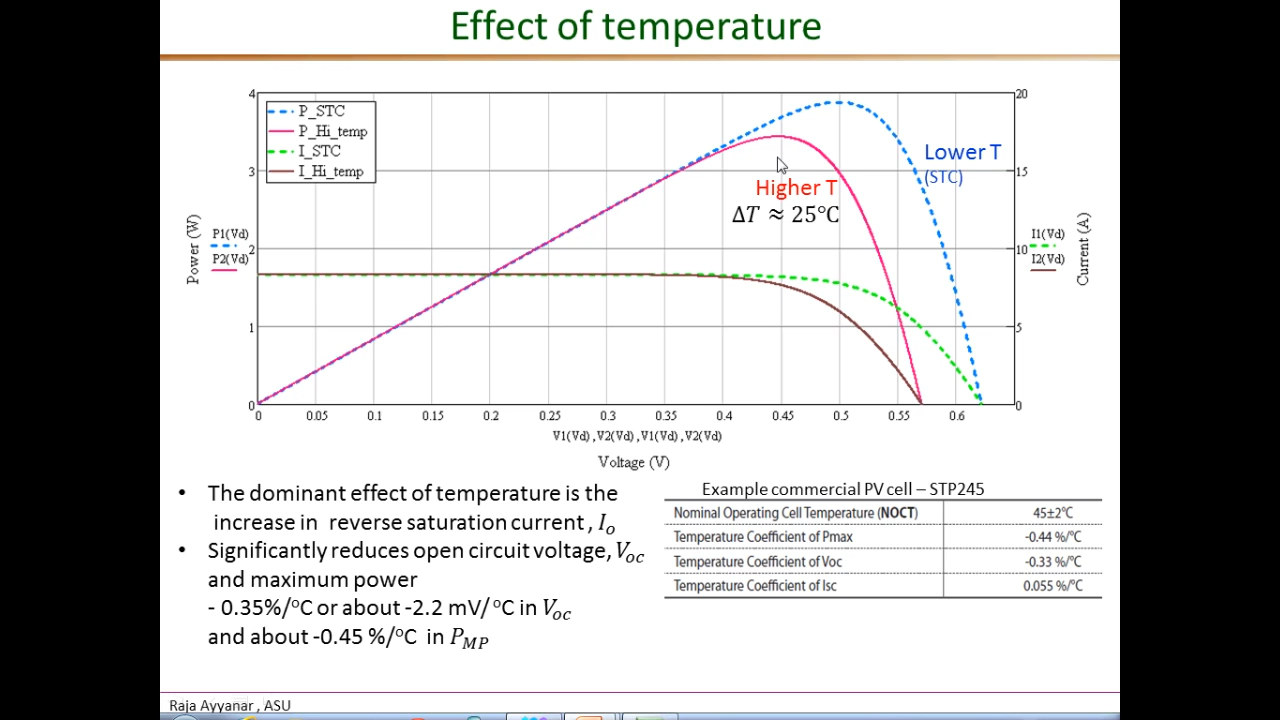 Effect of temperature
4
20
P_STC
P_Hi_temp
I_STC
I_Hi_temp
Lower T
(STC)
3
15
Higher T
ΔT ≈ 25°C
Power (W)
P1(Vd)
P2(Vd)
2
10
I1(Vd)
I2(Vd)
Current (A)
1
5
0
0
0 0.05 0.1 0.15 0.2 0.25 0.3 0.35 0.4 0.45 0.5 0.55 0.6
V1(Vd) ,V2(Vd) ,V1(Vd) ,V2(Vd)
Voltage (V)
• The dominant effect of temperature is the
increase in reverse saturation current , Io
• Significantly reduces open circuit voltage, Voc
and maximum power
- 0.35%/°C or about -2.2 mV/ °C in Voc
and about -0.45 %/°C in PMP
Example commercial PV cell – STP245
Nominal Operating Cell Temperature (NOCT) 45±2°C
Temperature Coefficient of Pmax -0.44 %/°C
Temperature Coefficient of Voc -0.33 %/°C
Temperature Coefficient of Isc 0.055 %/°C
Raja Ayyanar , ASU